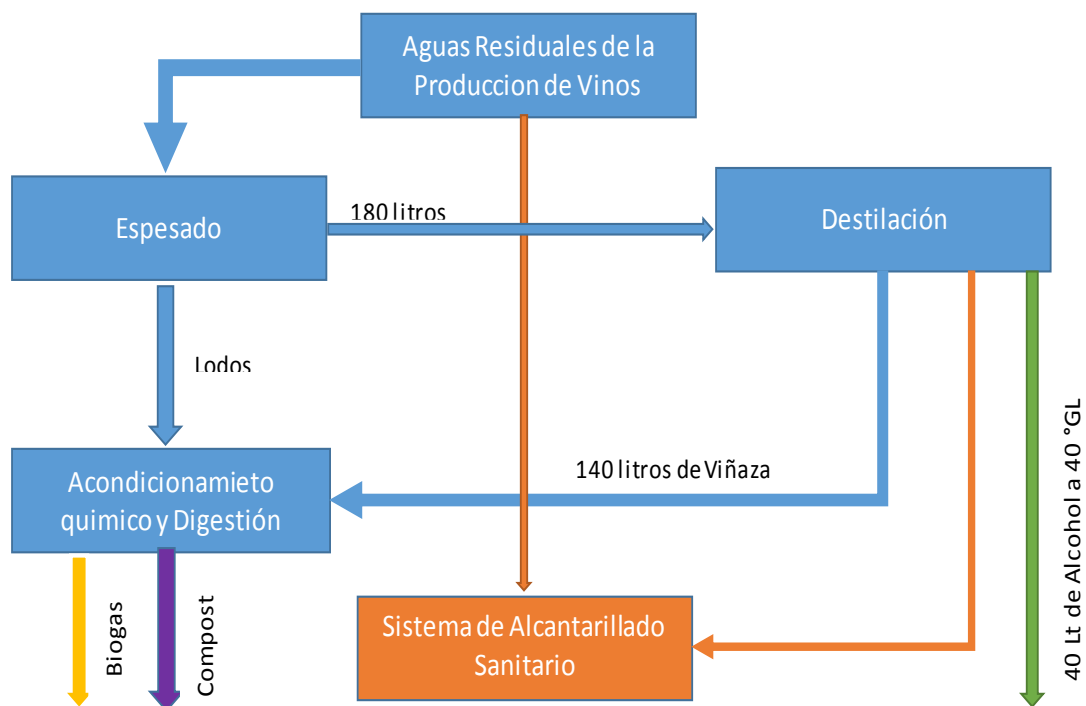 Aguas Residuales de la
Produccion de Vinos
Espesado
180 litros
Destilación
Lodos
Acondicionamieto
quimico y Digestión
140 litros de Viñaza
Biogas
Compost
Sistema de Alcantarillado
Sanitario
40 Lt de Alcohol a 40 °GL